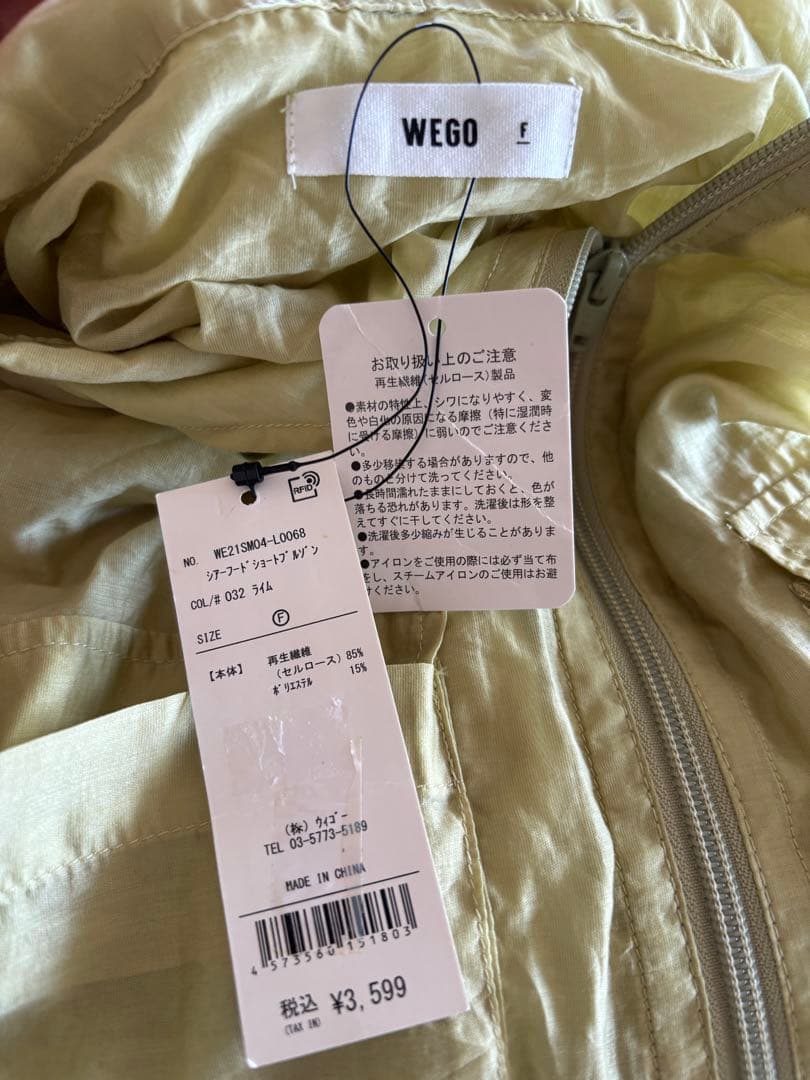 WEGO F
お取り扱い上のご注意
再生繊維(セルロース)製品
●素材の特性上、シワになりやすく、変
色や白化の原因になる摩擦(特に湿潤時
に受ける摩擦)に弱いのでご注意くださ
い。
●多少移染する場合がありますので、他
のものと分けて洗ってください。
●長時間濡れたままにしておくと、色が
落ちる恐れがあります。洗濯後は形を整
えてすぐに干してください。
●洗濯後多少縮みが生じることがありま
す。
●アイロンをご使用の際には必ず当て布
をし、スチームアイロンのご使用はお避
けください。
RFID
NO. WE21SM04-L0068
シアーフードショートブルゾン
COL/# 032 ライム
SIZE F
【本体】 再生繊維
(セルロース) 85%
ポリエステル 15%
(株)ウィゴー
TEL 03-5773-5189
MADE IN CHINA
4 573560 151803
税込 ¥3,599
(TAX IN)